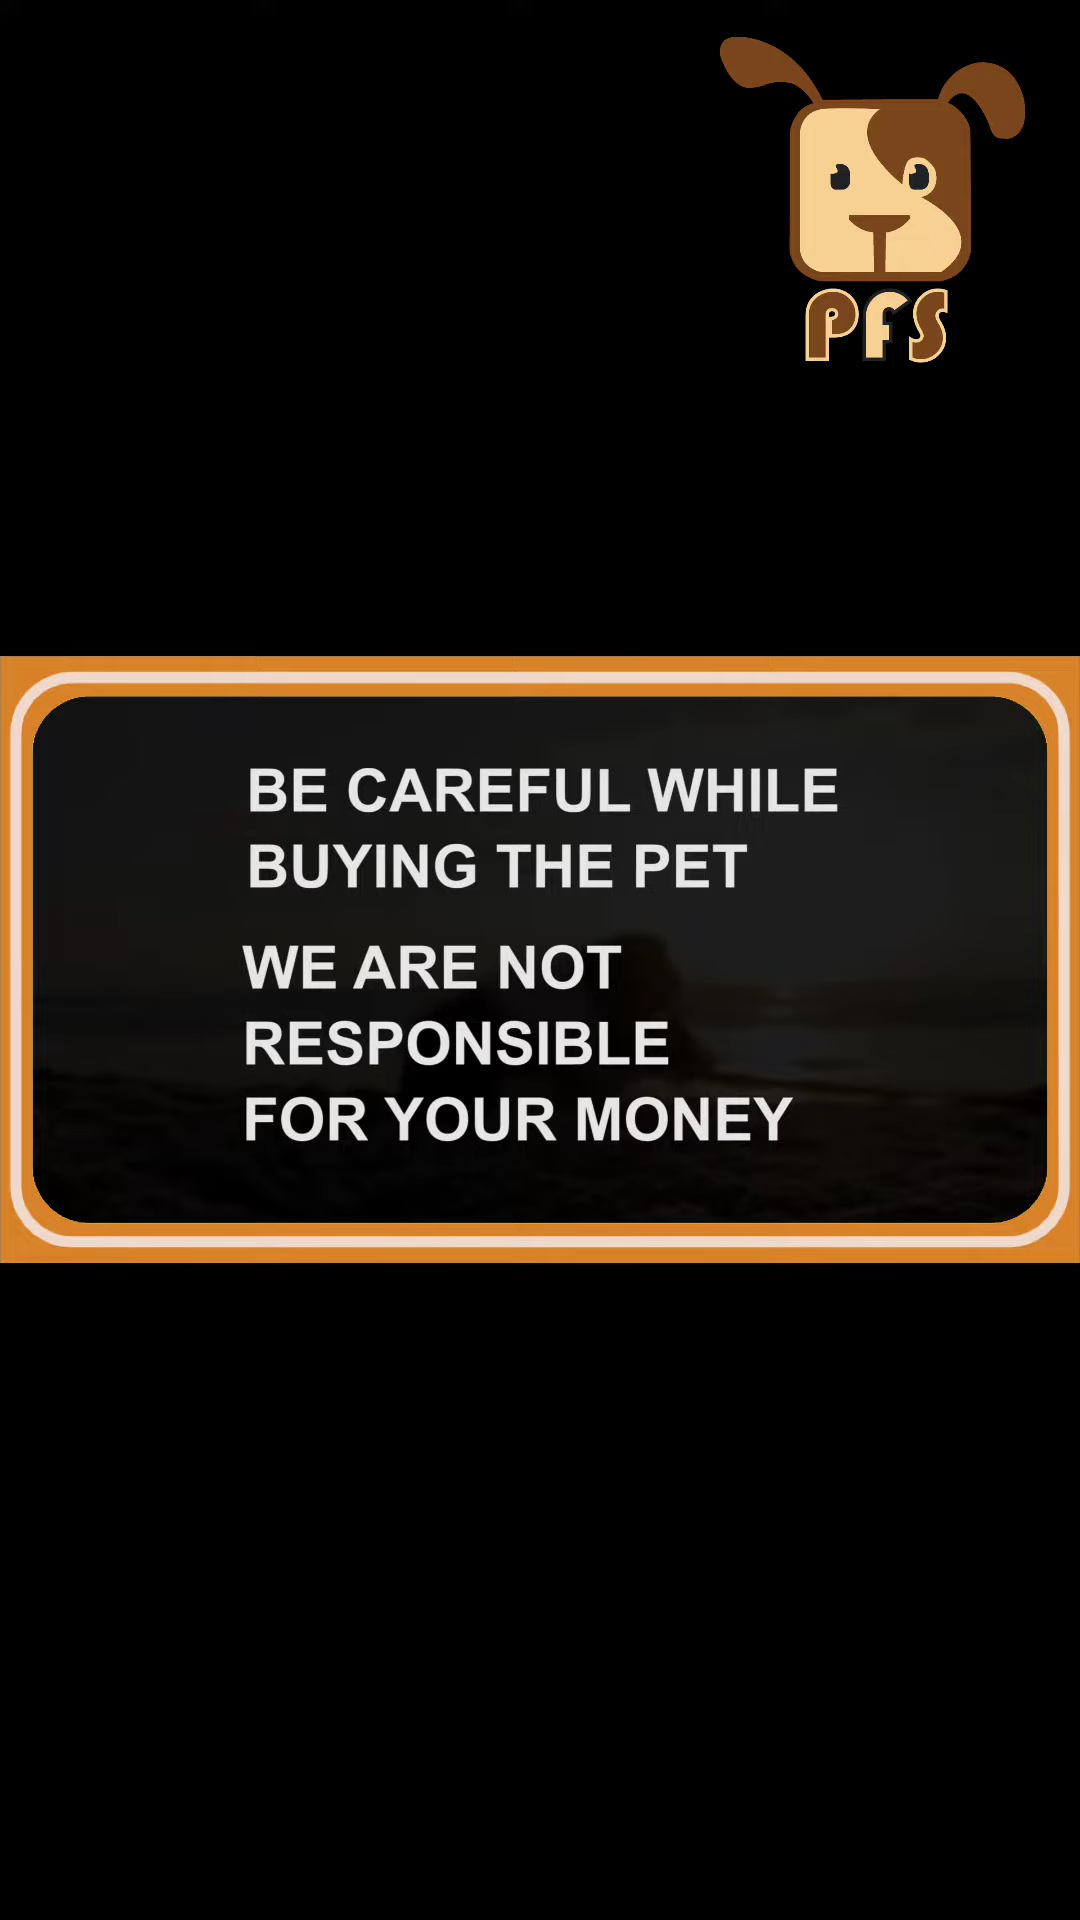 PFS
BE CAREFUL WHILE
BUYING THE PET
WE ARE NOT
RESPONSIBLE
FOR YOUR MONEY